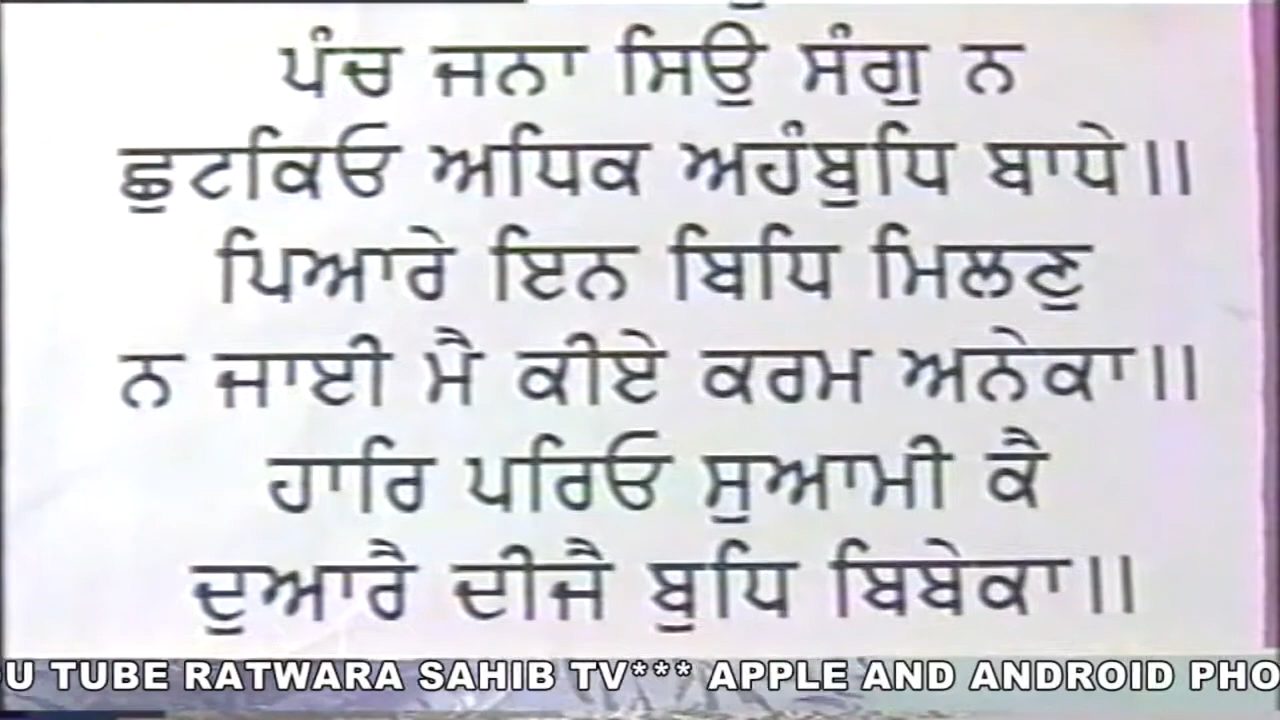 ਪੰਚ ਜਨਾ ਸਿਉ ਸੰਗੁ ਨ
ਛੁਟਕਿਓ ਅਧਿਕ ਅਹੰਬੁਧਿ ਬਾਧੇ॥
ਪਿਆਰੇ ਇਨ ਬਿਧਿ ਮਿਲਣੁ
ਨ ਜਾਈ ਮੈ ਕੀਏ ਕਰਮ ਅਨੇਕਾ॥
ਹਾਰਿ ਪਰਿਓ ਸੁਆਮੀ ਕੈ
ਦੁਆਰੈ ਦੀਜੈ ਬੁਧਿ ਬਿਬੇਕਾ॥
OU TUBE RATWARA SAHIB TV*** APPLE AND ANDROID PHO